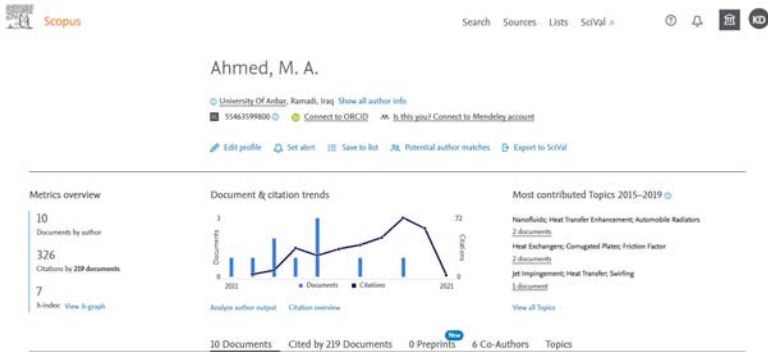 Scopus
Search Sources Lists SciVal
KD
Ahmed, M. A.
University Of Anbar, Ramadi, Iraq Show all author info
55463599800 Connect to ORCID Is this you? Connect to Mendeley account
Edit profile Set alert Save to list Potential author matches Export to SciVal
Metrics overview
10
Documents by author
326
Citations by 219 documents
7
h-index: View h-graph
Document & citation trends
3
72
Documents
Citations
0
0
2011
2021
Documents Citations
Analyze author output Citation overview
Most contributed Topics 2015–2019
Nanofluids; Heat Transfer Enhancement; Automobile Radiators
2 documents
Heat Exchangers; Corrugated Plates; Friction Factor
2 documents
Jet Impingement; Heat Transfer; Swirling
1 document
View all Topics
New
10 Documents Cited by 219 Documents 0 Preprints 6 Co-Authors Topics